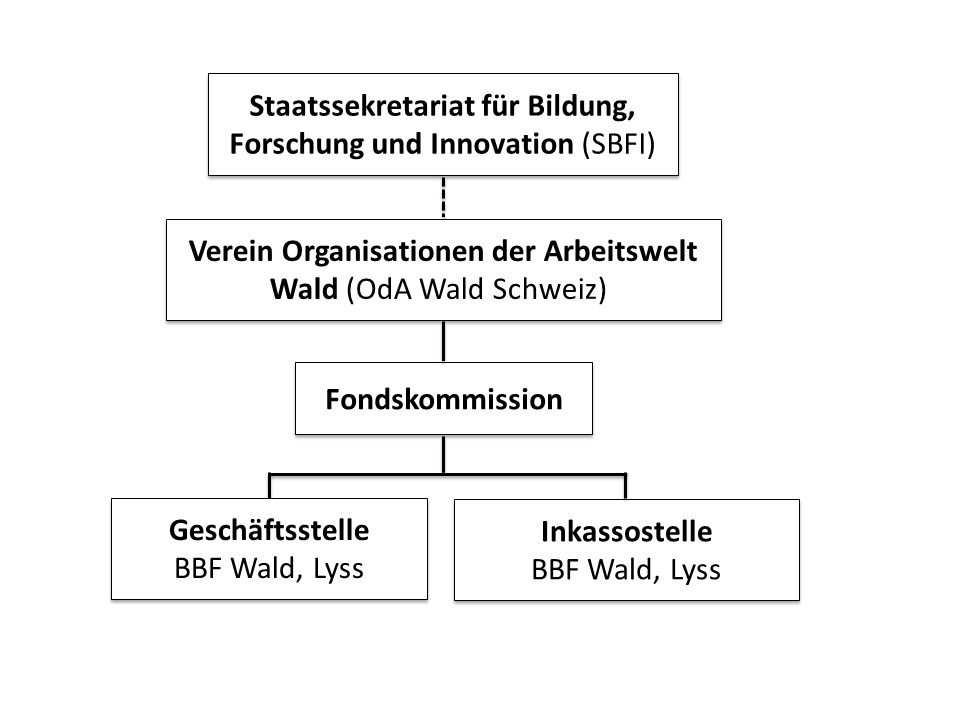 Staatssekretariat für Bildung,
Forschung und Innovation (SBFI)
Verein Organisationen der Arbeitswelt
Wald (OdA Wald Schweiz)
Fondskommission
Geschäftsstelle
BBF Wald, Lyss
Inkassostelle
BBF Wald, Lyss